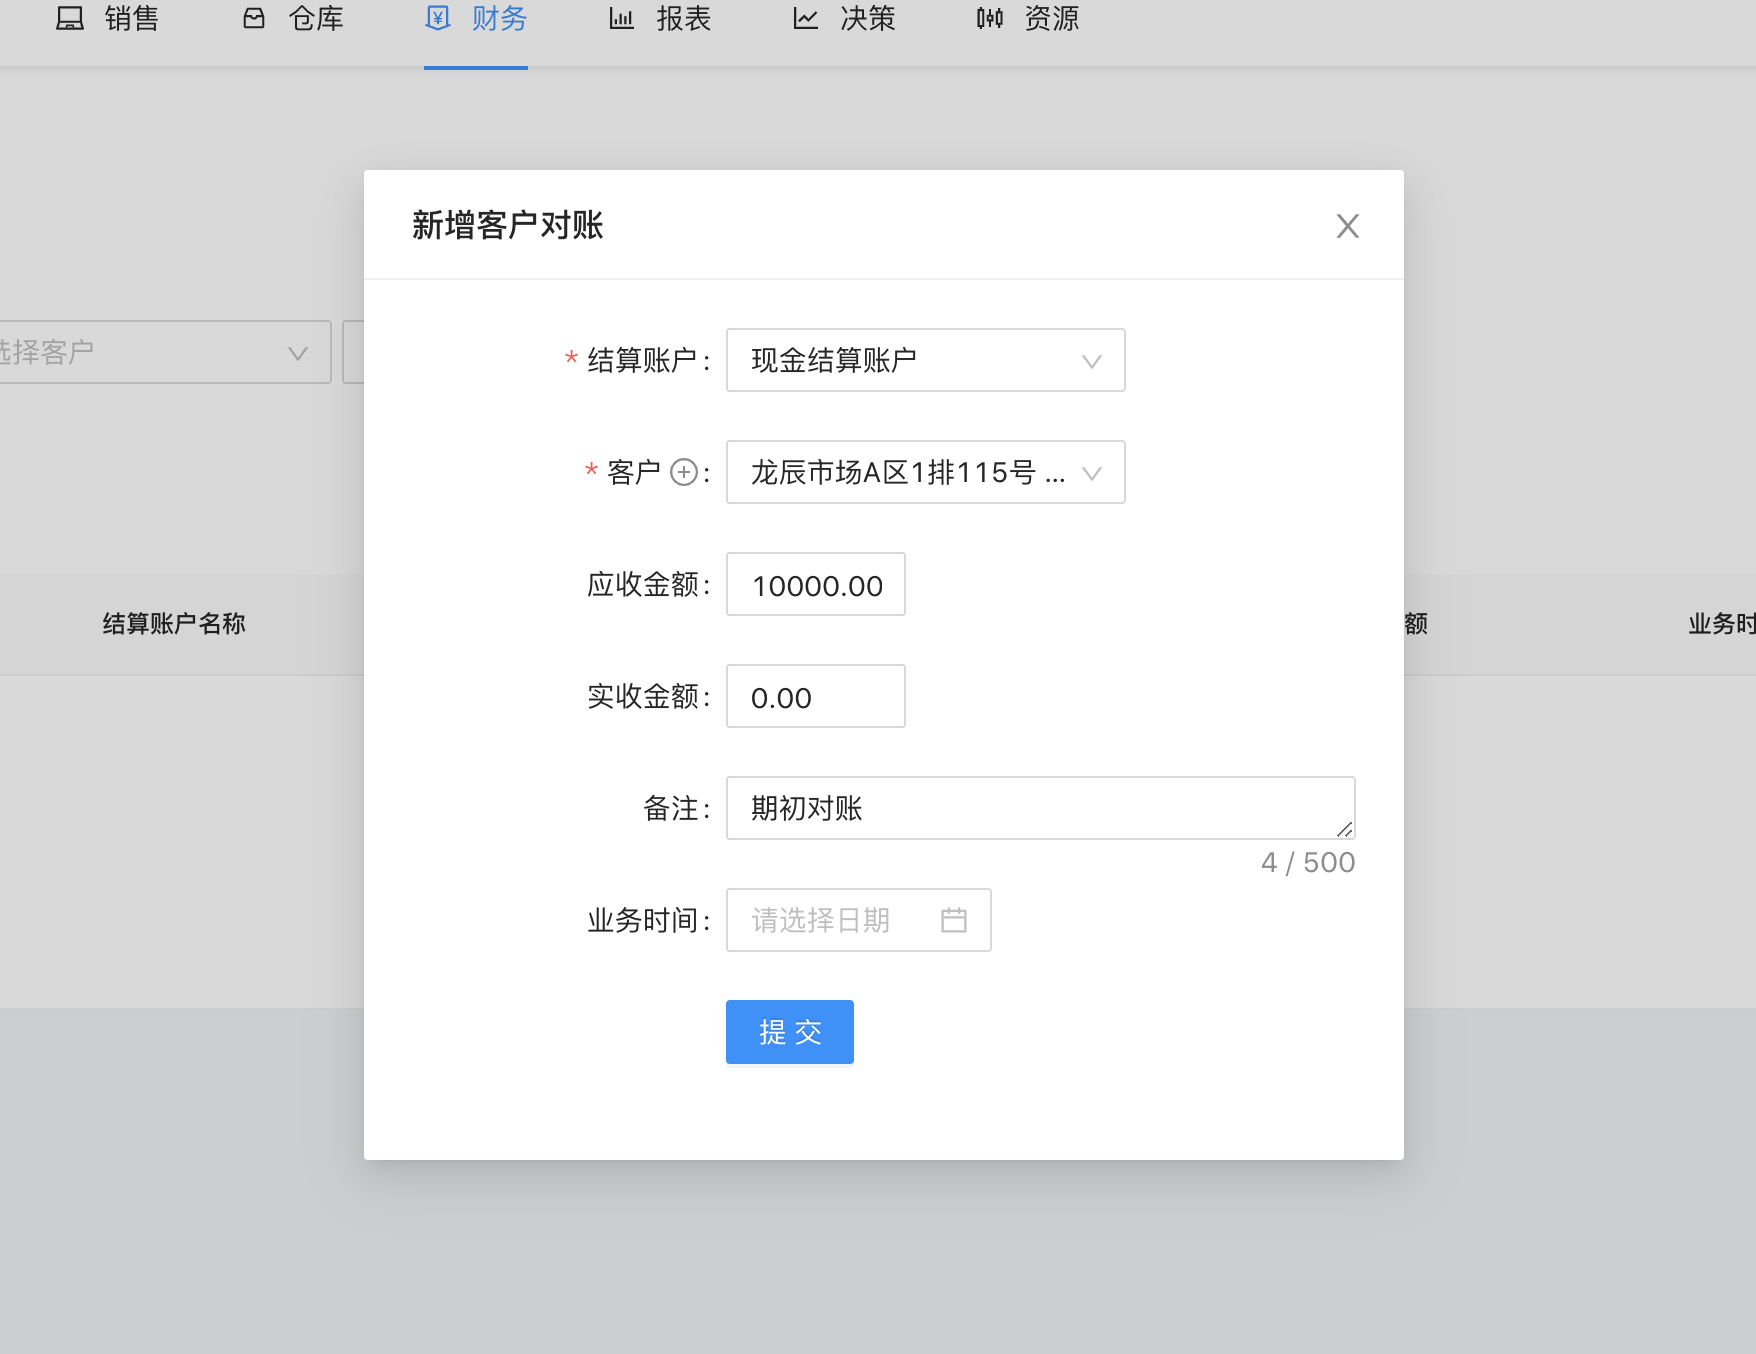 销售 仓库 财务 报表 决策 资源
新增客户对账
选择客户
* 结算账户: 现金结算账户
* 客户 : 龙辰市场A区1排115号 ...
应收金额: 10000.00
结算账户名称 额 业务时
实收金额: 0.00
备注: 期初对账
4 / 500
业务时间: 请选择日期
提 交